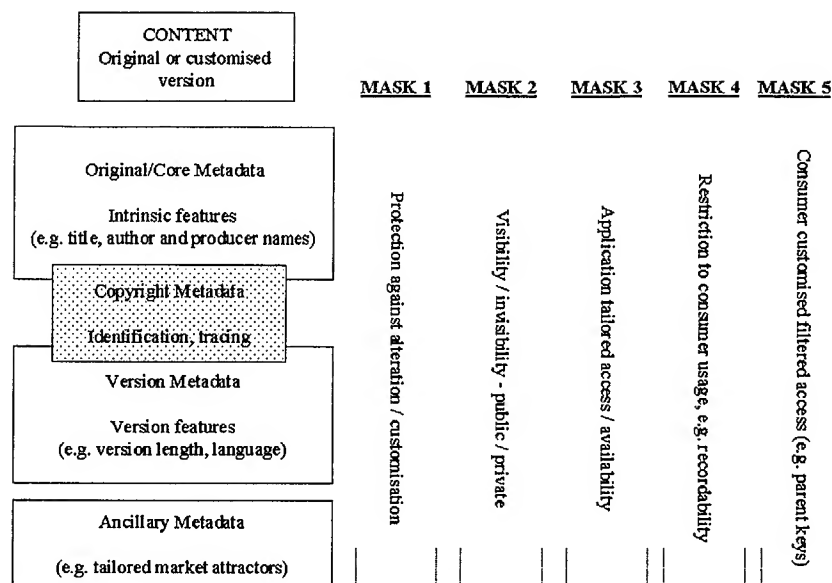 CONTENT
Original or customised
version
MASK 1
MASK 2
MASK 3
MASK 4
MASK 5
Original/Core Metadata
Intrinsic features
(e.g. title, author and producer names)
Copyright Metadata
Identification, tracing
Version Metadata
Version features
(e.g. version length, language)
Ancillary Metadata
(e.g. tailored market attractors)
Protection against alteration / customisation
Visibility / invisibility - public / private
Application tailored access / availability
Restriction to consumer usage, e.g. recordability
Consumer customised filtered access (e.g. parent keys)